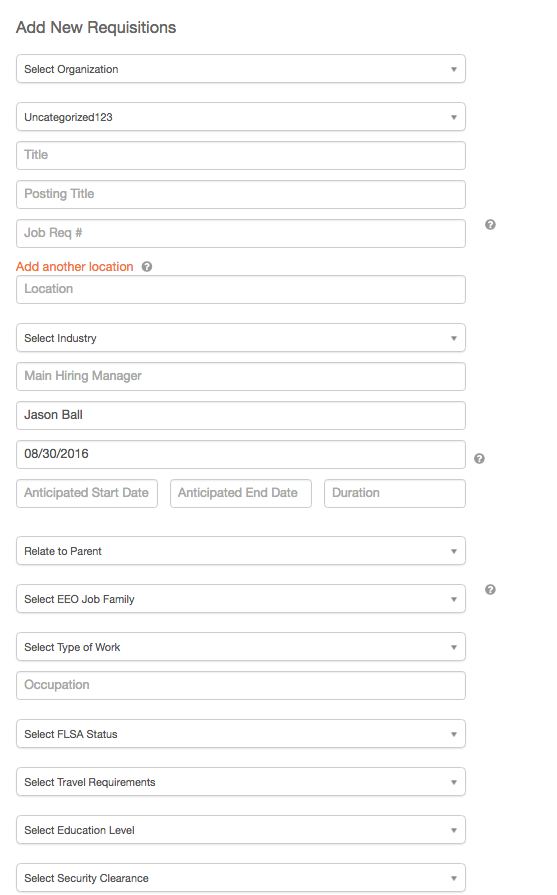 Add New Requisitions
Select Organization
Uncategorized123
Title
Posting Title
Job Req #
Add another location
Location
Select Industry
Main Hiring Manager
Jason Ball
08/30/2016
Anticipated Start Date Anticipated End Date Duration
Relate to Parent
Select EEO Job Family
Select Type of Work
Occupation
Select FLSA Status
Select Travel Requirements
Select Education Level
Select Security Clearance